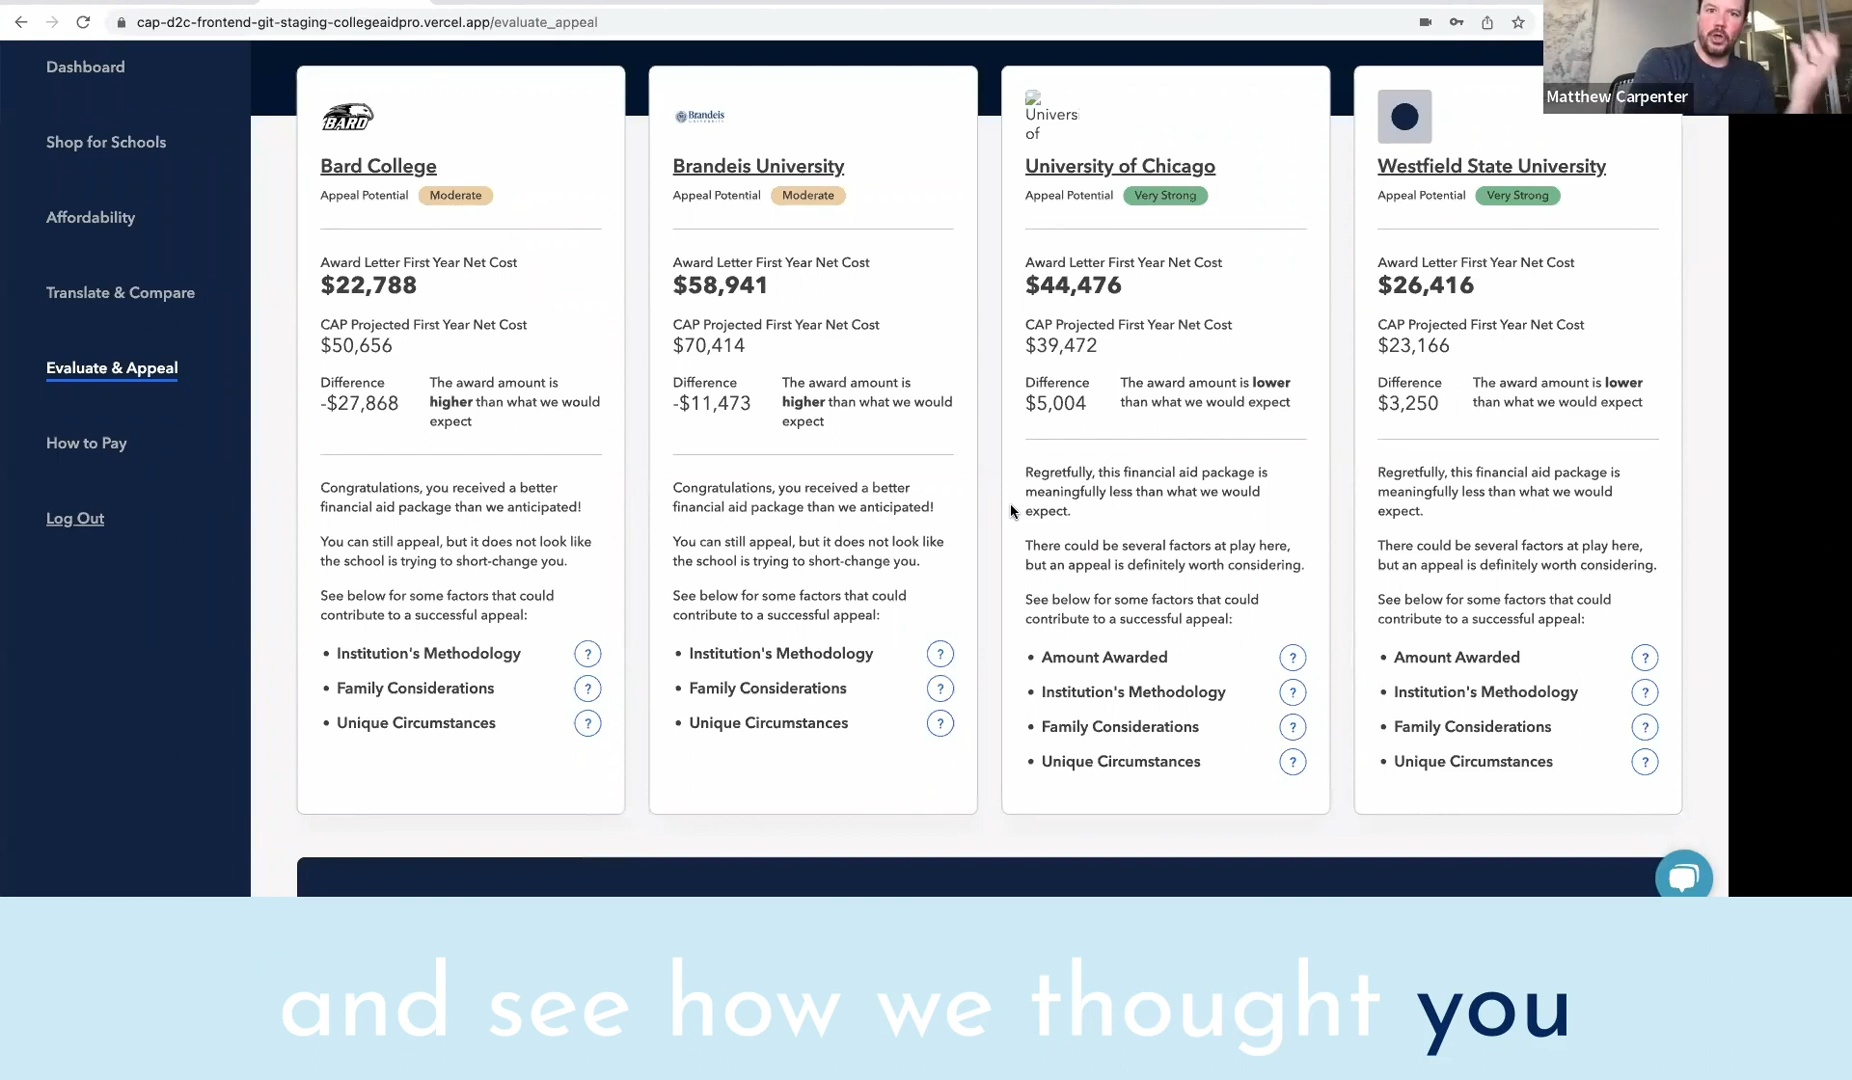 cap-d2c-frontend-git-staging-collegeaidpro.vercel.app/evaluate_appeal
Matthew Carpenter
Dashboard
Shop for Schools
Affordability
Translate & Compare
Evaluate & Appeal
How to Pay
Log Out
BARD
Bard College
Appeal Potential Moderate
Award Letter First Year Net Cost
$22,788
CAP Projected First Year Net Cost
$50,656
Difference
-$27,868
The award amount is
higher than what we would
expect
Congratulations, you received a better
financial aid package than we anticipated!
You can still appeal, but it does not look like
the school is trying to short-change you.
See below for some factors that could
contribute to a successful appeal:
• Institution's Methodology ?
• Family Considerations ?
• Unique Circumstances ?
Brandeis
UNIVERSITY
Brandeis University
Appeal Potential Moderate
Award Letter First Year Net Cost
$58,941
CAP Projected First Year Net Cost
$70,414
Difference
-$11,473
The award amount is
higher than what we would
expect
Congratulations, you received a better
financial aid package than we anticipated!
You can still appeal, but it does not look like
the school is trying to short-change you.
See below for some factors that could
contribute to a successful appeal:
• Institution's Methodology ?
• Family Considerations ?
• Unique Circumstances ?
Univers
of
University of Chicago
Appeal Potential Very Strong
Award Letter First Year Net Cost
$44,476
CAP Projected First Year Net Cost
$39,472
Difference
$5,004
The award amount is lower
than what we would expect
Regretfully, this financial aid package is
meaningfully less than what we would
expect.
There could be several factors at play here,
but an appeal is definitely worth considering.
See below for some factors that could
contribute to a successful appeal:
• Amount Awarded ?
• Institution's Methodology ?
• Family Considerations ?
• Unique Circumstances ?
Westfield State University
Appeal Potential Very Strong
Award Letter First Year Net Cost
$26,416
CAP Projected First Year Net Cost
$23,166
Difference
$3,250
The award amount is lower
than what we would expect
Regretfully, this financial aid package is
meaningfully less than what we would
expect.
There could be several factors at play here,
but an appeal is definitely worth considering.
See below for some factors that could
contribute to a successful appeal:
• Amount Awarded ?
• Institution's Methodology ?
• Family Considerations ?
• Unique Circumstances ?
and see how we thought you